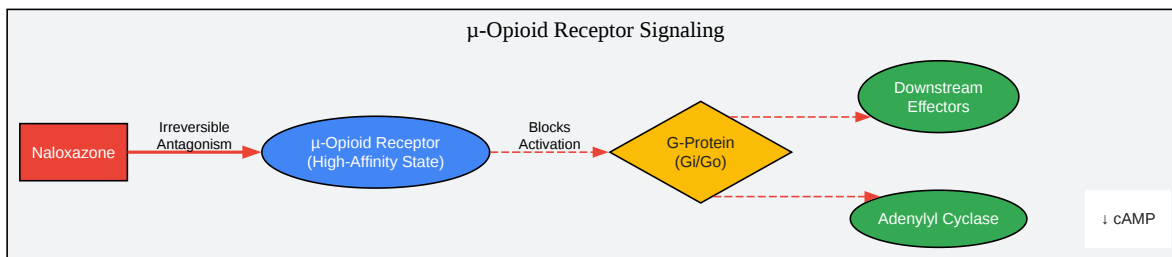 µ-Opioid Receptor Signaling
Naloxazone
Irreversible
Antagonism
µ-Opioid Receptor
(High-Affinity State)
Blocks
Activation
G-Protein
(Gi/Go)
Downstream
Effectors
Adenylyl Cyclase
↓ cAMP